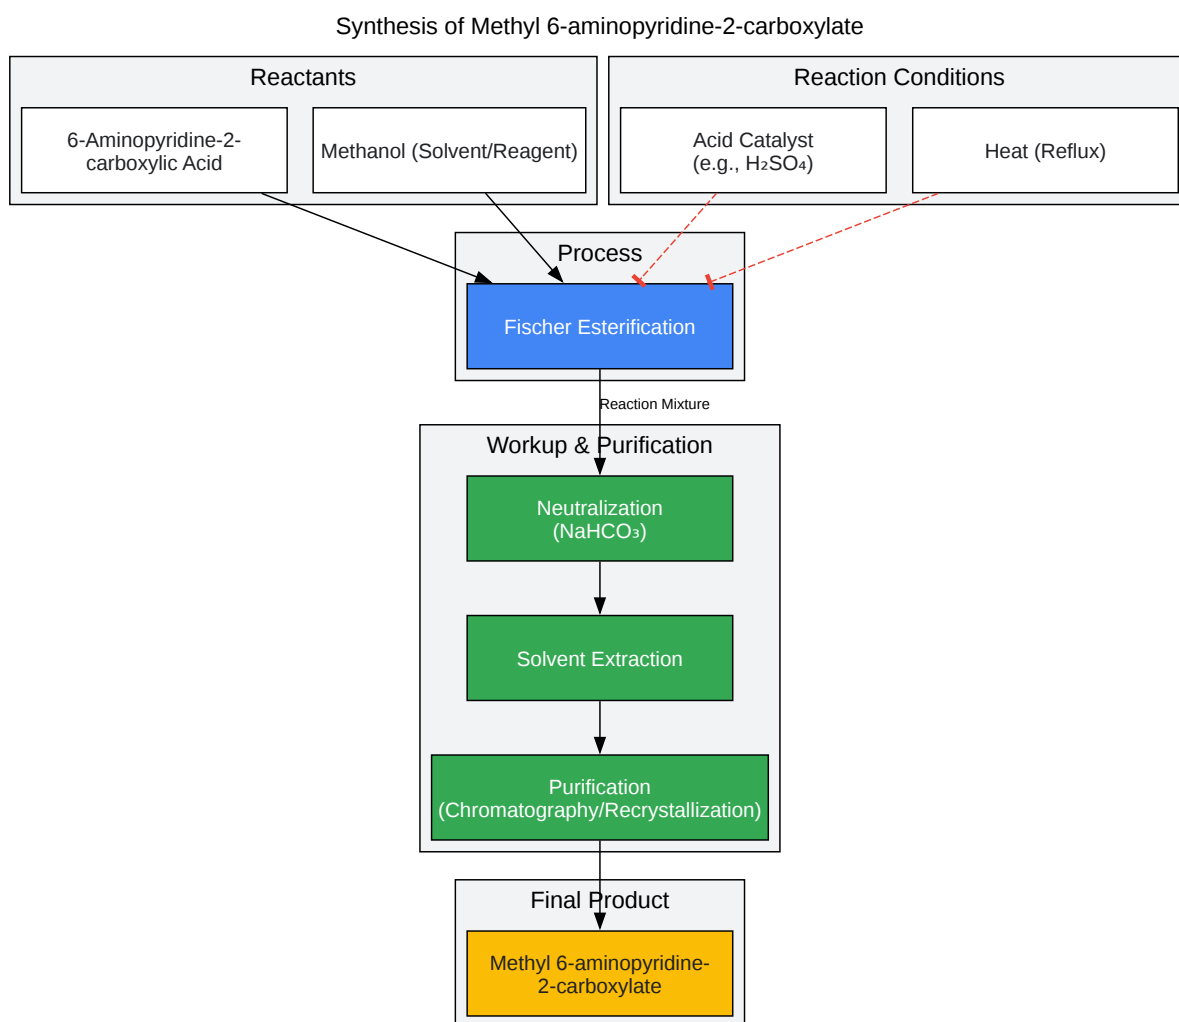 Synthesis of Methyl 6-aminopyridine-2-carboxylate
Reactants
6-Aminopyridine-2-
carboxylic Acid
Methanol (Solvent/Reagent)
Reaction Conditions
Acid Catalyst
(e.g., H₂SO₄)
Heat (Reflux)
Process
Fischer Esterification
Reaction Mixture
Workup & Purification
Neutralization
(NaHCO₃)
Solvent Extraction
Purification
(Chromatography/Recrystallization)
Final Product
Methyl 6-aminopyridine-
2-carboxylate